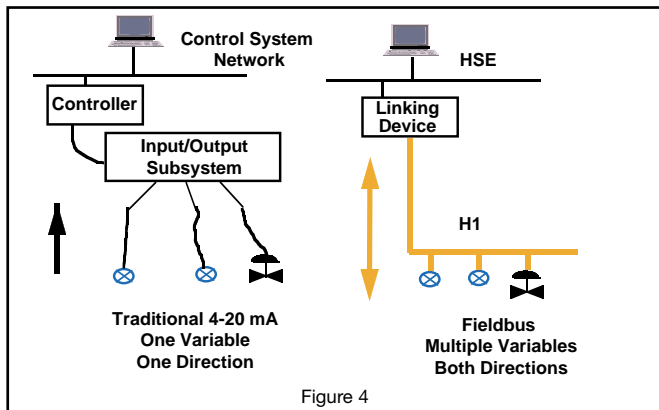 Control System
Network
Controller
Input/Output
Subsystem
Traditional 4-20 mA
One Variable
One Direction
HSE
Linking
Device
H1
Fieldbus
Multiple Variables
Both Directions
Figure 4